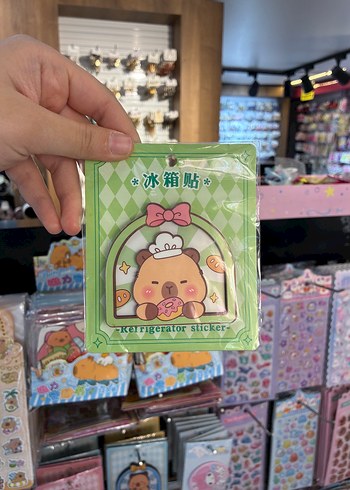 *冰箱贴*
-Refrigerator sticker-